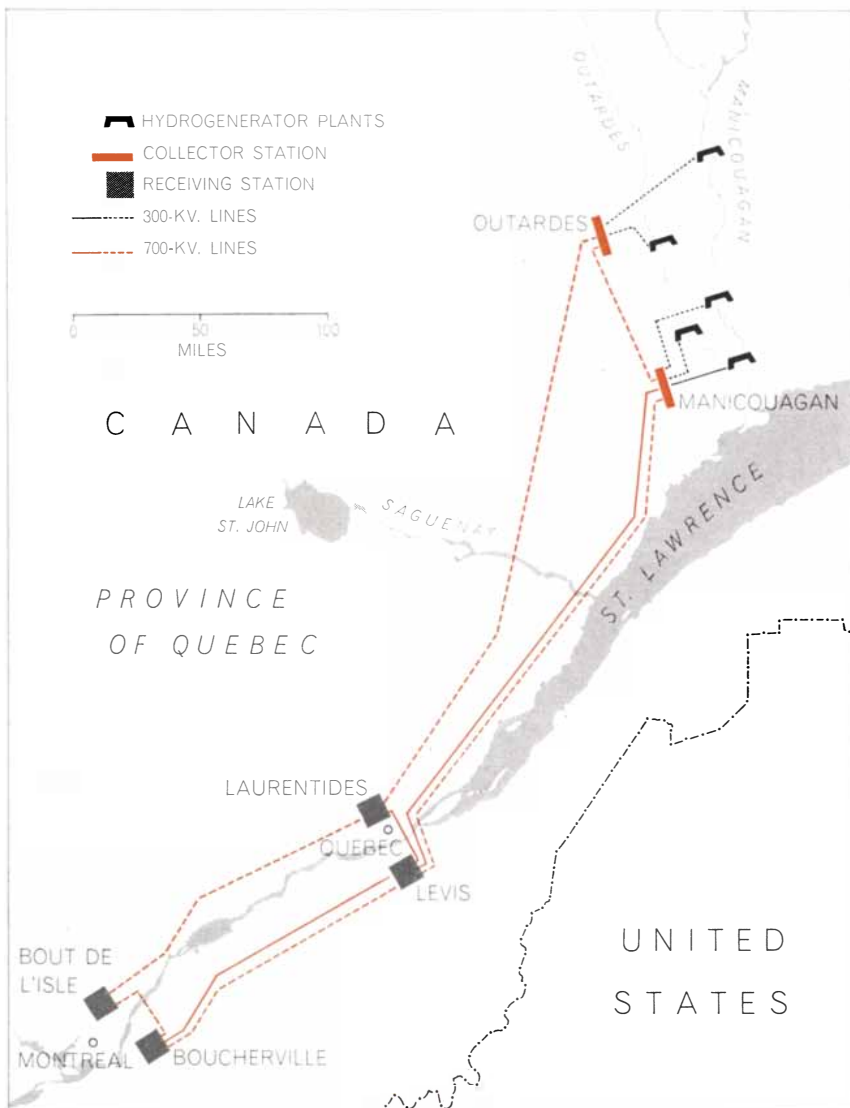 OUTARDES
MANICOUAGAN
HYDROGENERATOR PLANTS
COLLECTOR STATION
RECEIVING STATION
300-KV. LINES
700-KV. LINES
0 50 100
MILES
OUTARDES
MANICOUAGAN
CANADA
LAKE
ST. JOHN
SAGUENAY
ST. LAWRENCE
PROVINCE
OF QUEBEC
LAURENTIDES
QUEBEC
LEVIS
UNITED
STATES
BOUT DE
L'ISLE
MONTREAL
BOUCHERVILLE